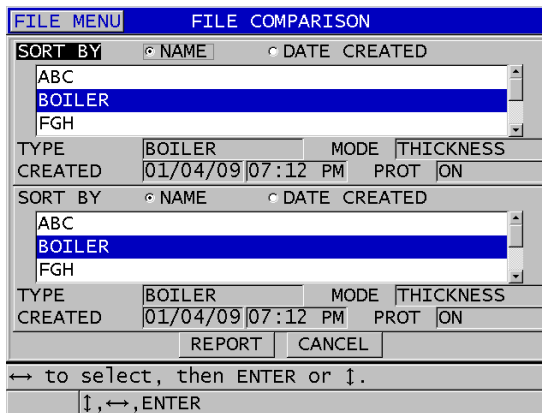 FILE MENU FILE COMPARISON
SORT BY NAME DATE CREATED
ABC
BOILER
FGH
TYPE BOILER MODE THICKNESS
CREATED 01/04/09 07:12 PM PROT ON
SORT BY NAME DATE CREATED
ABC
BOILER
FGH
TYPE BOILER MODE THICKNESS
CREATED 01/04/09 07:12 PM PROT ON
REPORT CANCEL
↔ to select, then ENTER or ↕.
↕,↔,ENTER